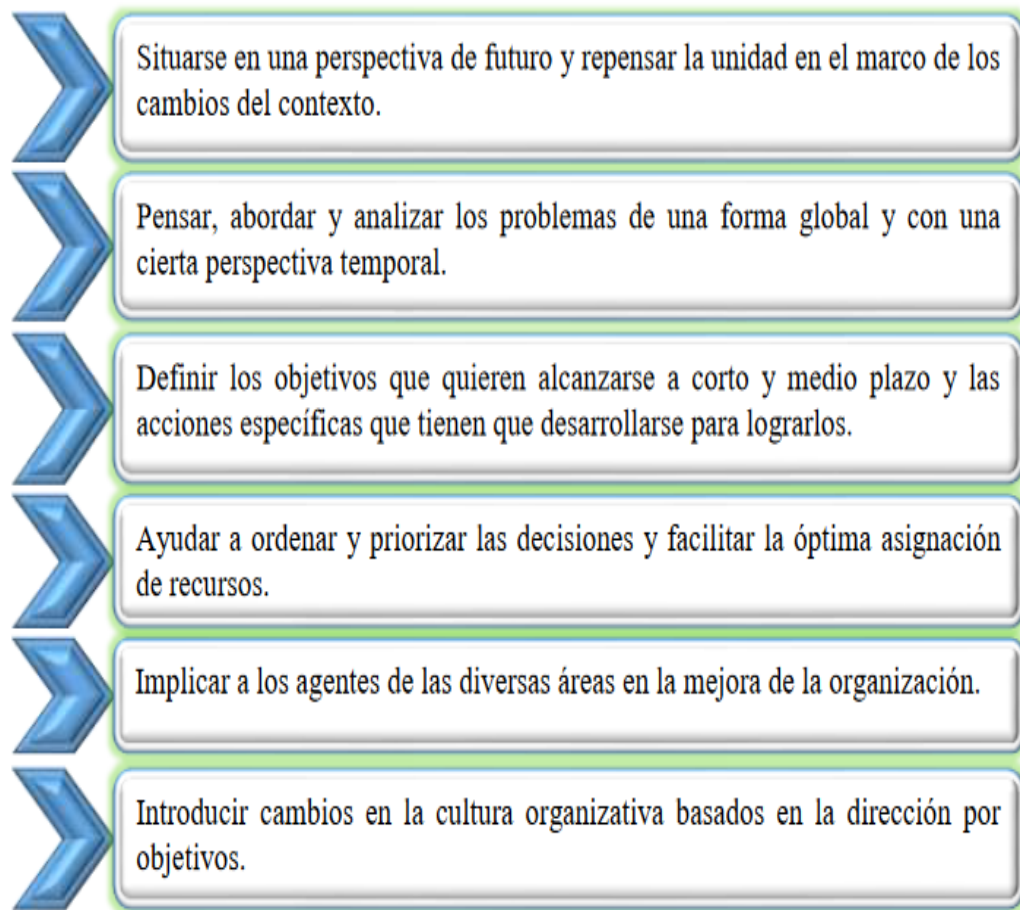 Situarse en una perspectiva de futuro y repensar la unidad en el marco de los
cambios del contexto.
Pensar, abordar y analizar los problemas de una forma global y con una
cierta perspectiva temporal.
Definir los objetivos que quieren alcanzarse a corto y medio plazo y las
acciones específicas que tienen que desarrollarse para lograrlos.
Ayudar a ordenar y priorizar las decisiones y facilitar la óptima asignación
de recursos.
Implicar a los agentes de las diversas áreas en la mejora de la organización.
Introducir cambios en la cultura organizativa basados en la dirección por
objetivos.